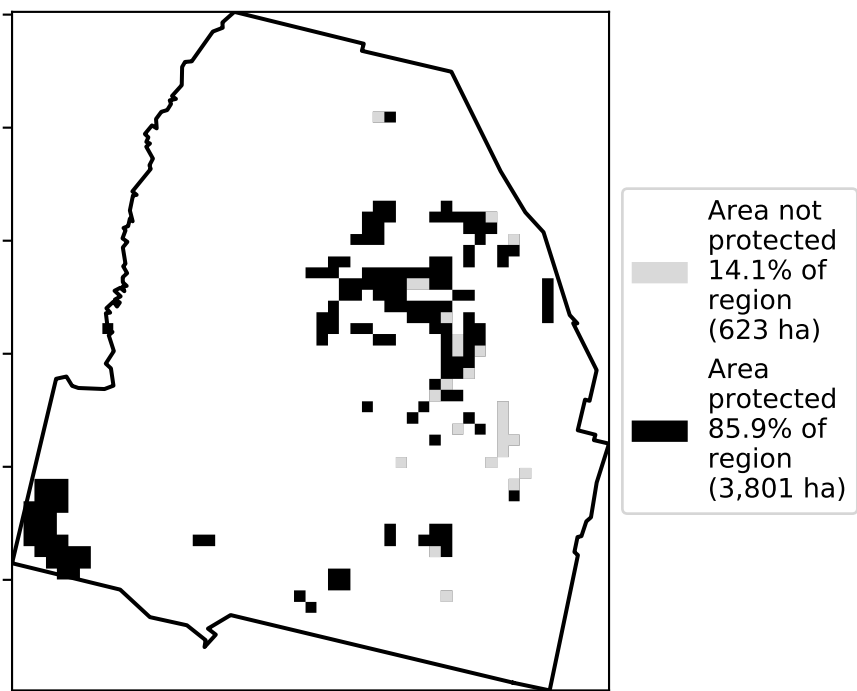 Area not
protected
14.1% of
region
(623 ha)
Area
protected
85.9% of
region
(3,801 ha)